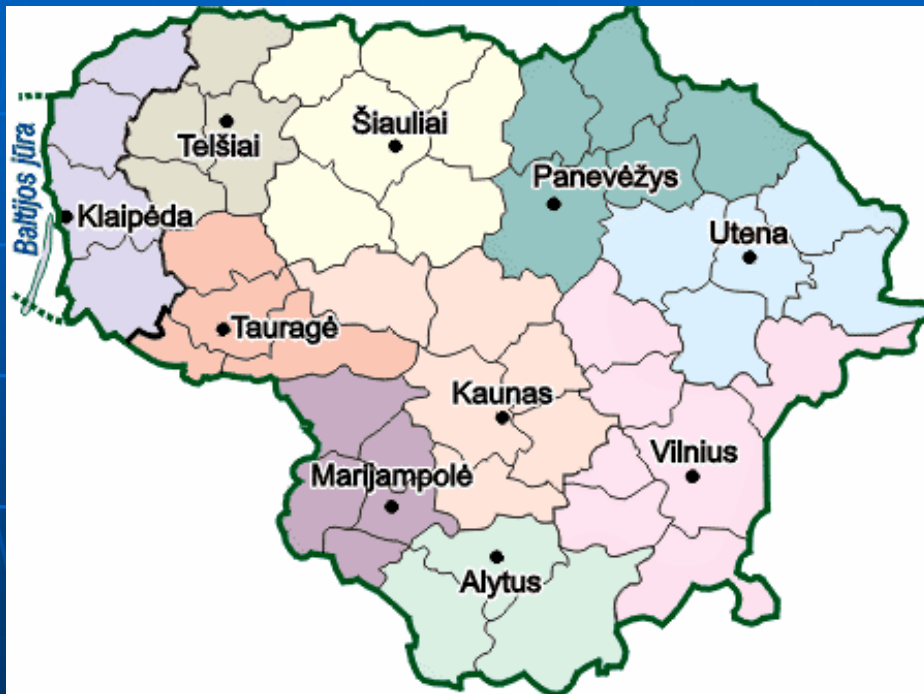 Šiauliai
Telšiai
Panevėžys
Baltijos jūra
Klaipėda
Utena
Tauragė
Kaunas
Vilnius
Marijampolė
Alytus